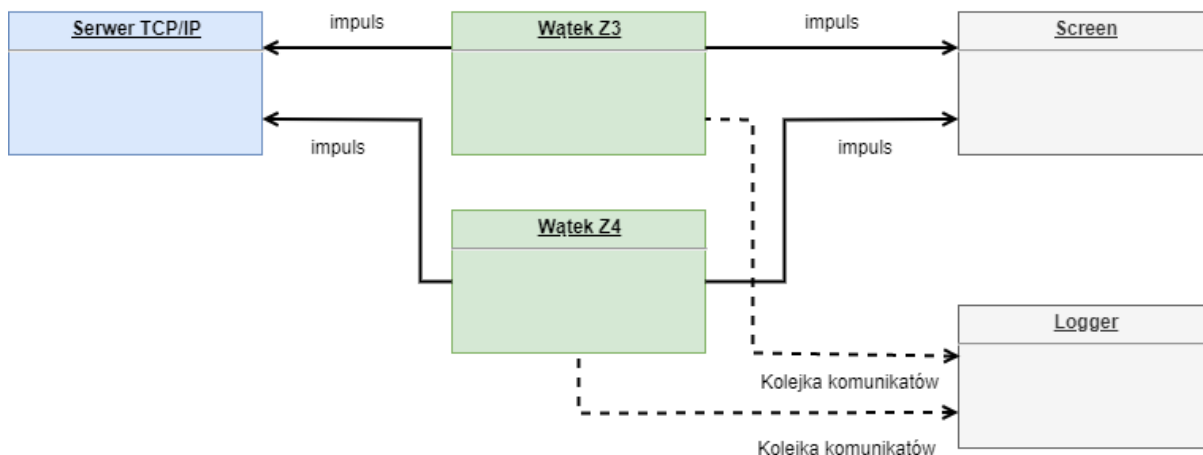 Serwer TCP/IP
impuls
Wątek Z3
impuls
Screen
impuls
impuls
Wątek Z4
Logger
Kolejka komunikatów
Kolejka komunikatów